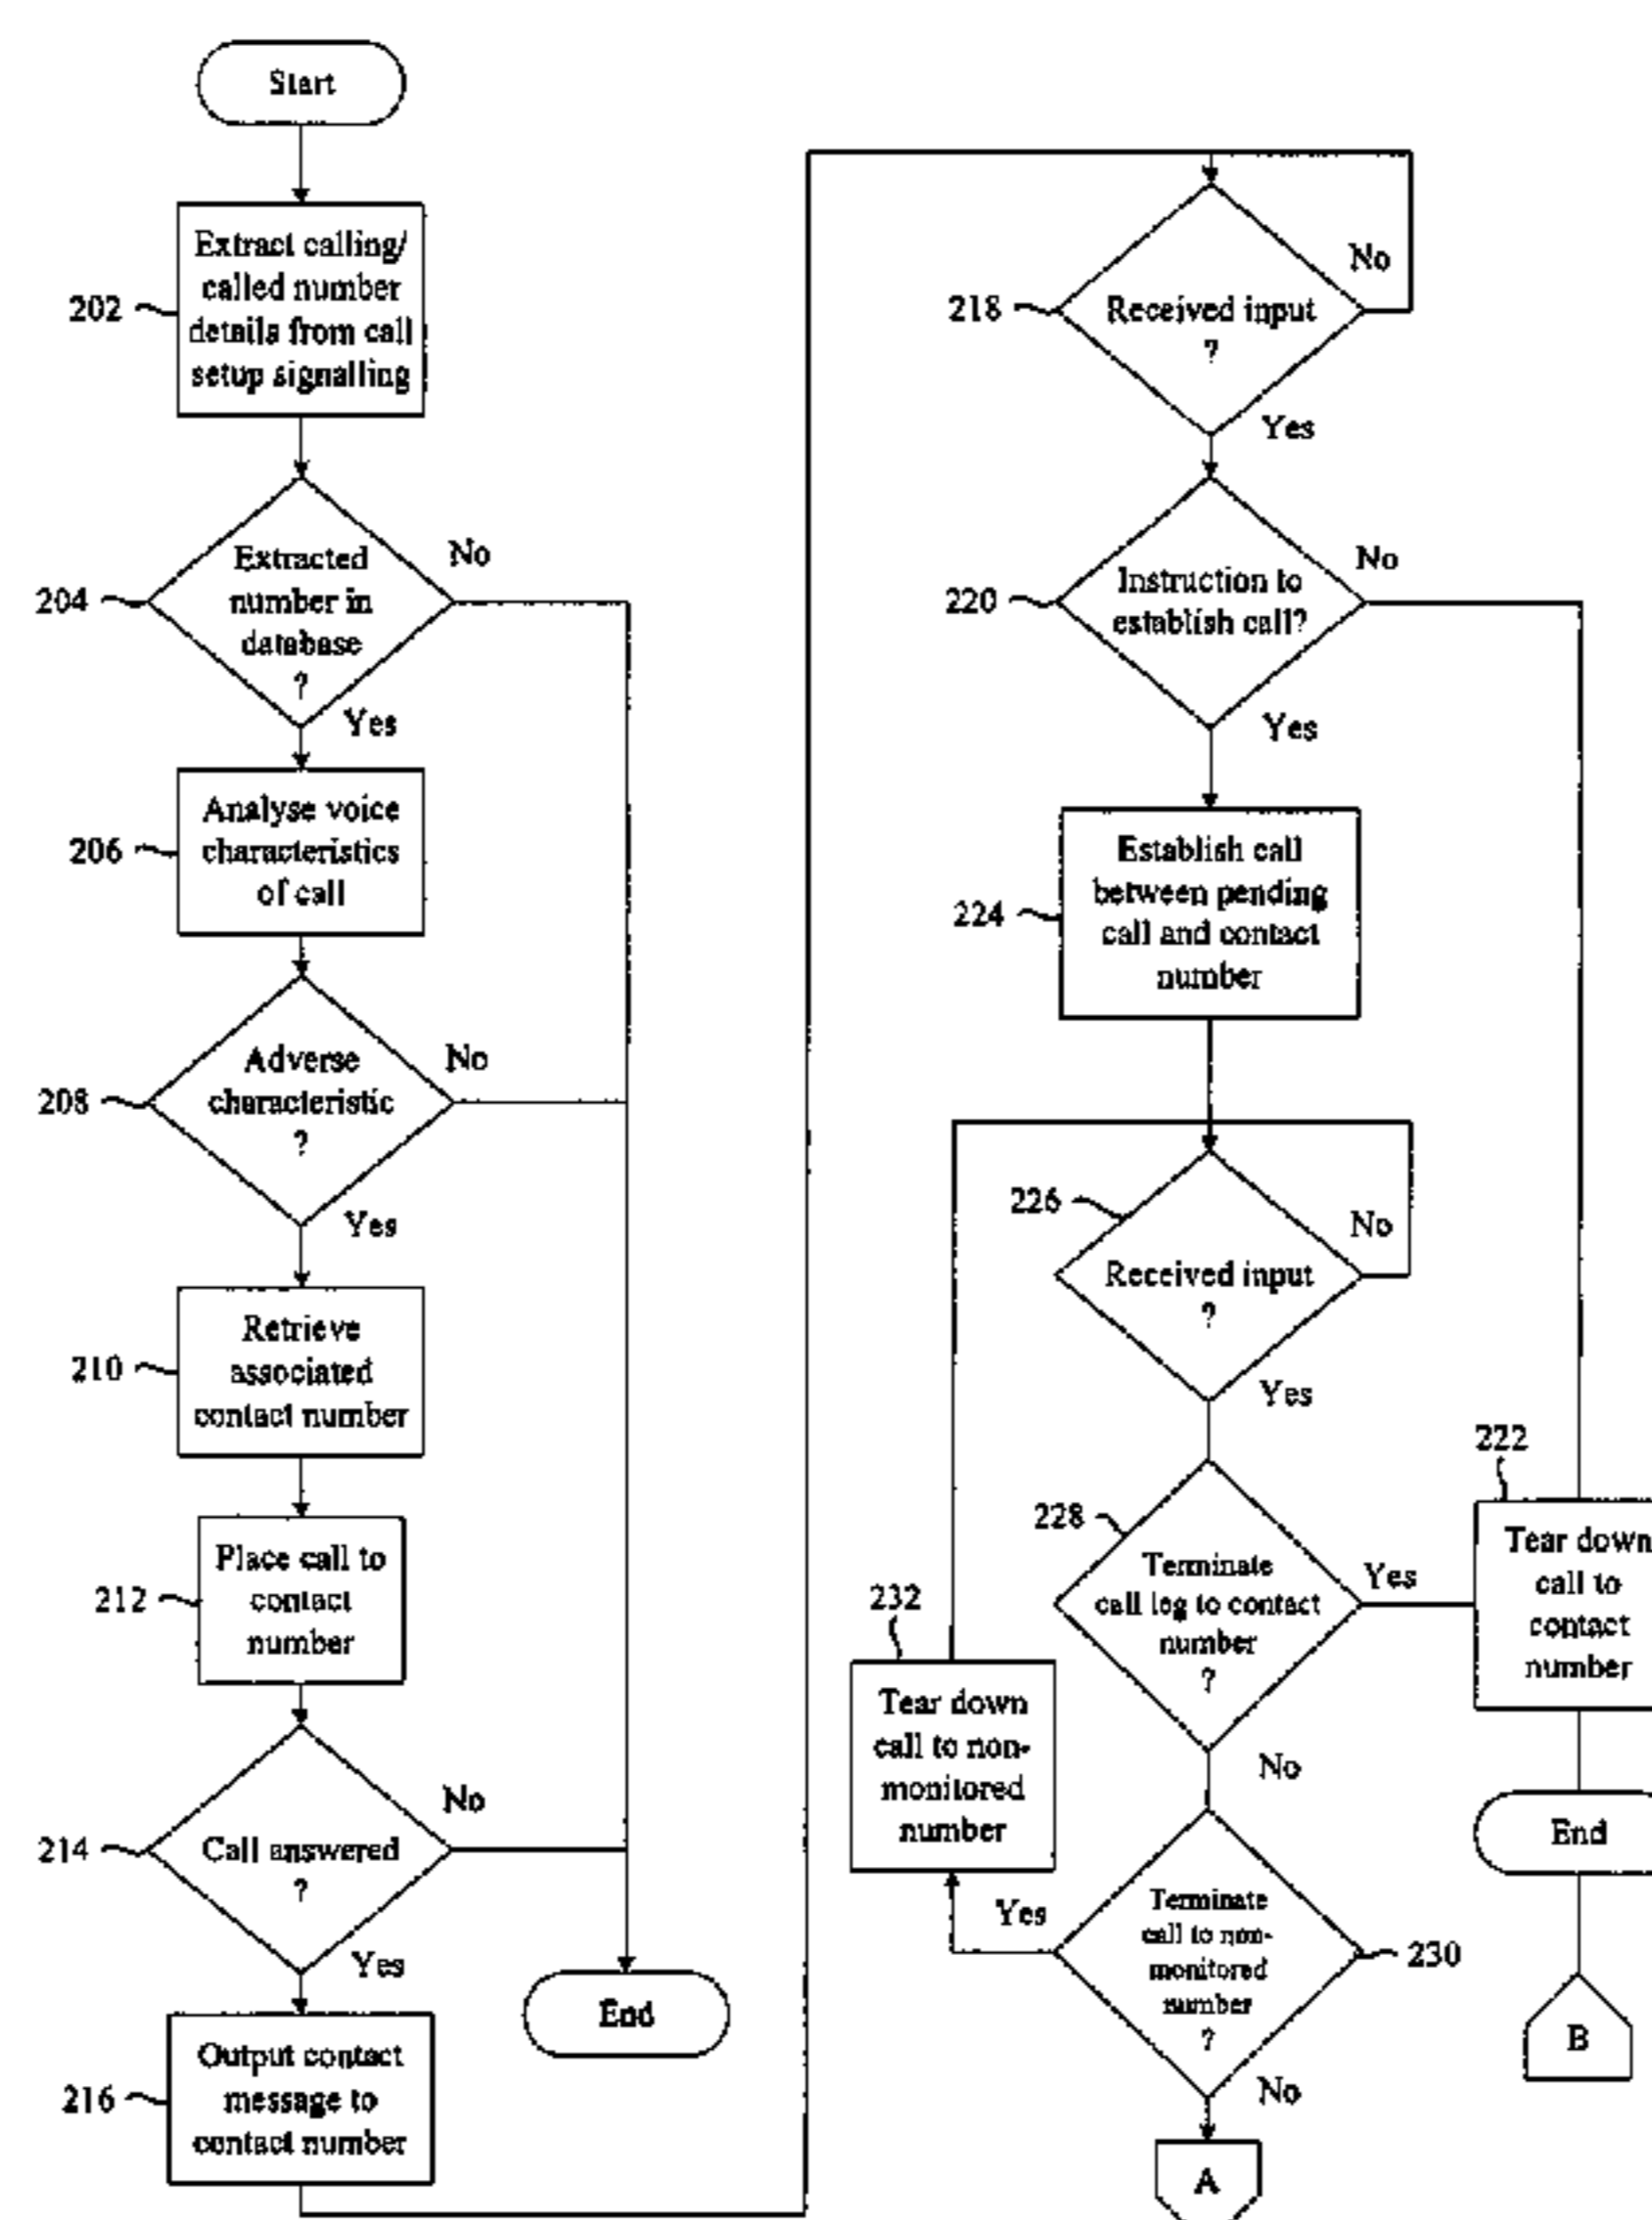 Start
Extract calling/
called number
details from call
setup signalling
202
Extracted
number in
database
?
204
No
Yes
Analyse voice
characteristics
of call
206
Adverse
characteristic
?
208
No
Yes
Retrieve
associated
contact number
210
Place call to
contact
number
212
Call answered
?
214
No
Yes
Output contact
message to
contact number
216
End
Received input
?
218
No
Yes
Instruction to
establish call?
220
No
Yes
Establish call
between pending
call and contact
number
224
226
Received input
?
No
Yes
228
Terminate
call leg to contact
number
?
Yes
No
222
Tear down
call to
contact
number
End
B
232
Tear down
call to non-
monitored
number
Yes
Terminate
call to non-
monitored
number
?
230
No
A